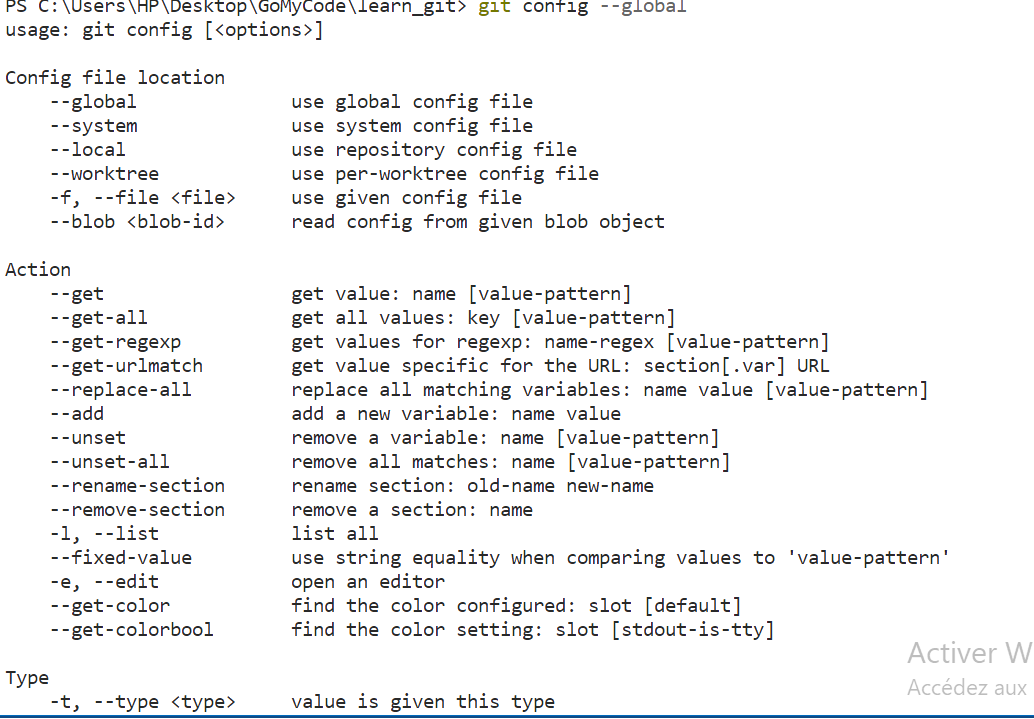 PS C:\Users\HP\Desktop\GoMyCode\learn_git> git config --global
usage: git config [<options>]
Config file location
--global use global config file
--system use system config file
--local use repository config file
--worktree use per-worktree config file
-f, --file <file> use given config file
--blob <blob-id> read config from given blob object
Action
--get get value: name [value-pattern]
--get-all get all values: key [value-pattern]
--get-regexp get values for regexp: name-regex [value-pattern]
--get-urlmatch get value specific for the URL: section[.var] URL
--replace-all replace all matching variables: name value [value-pattern]
--add add a new variable: name value
--unset remove a variable: name [value-pattern]
--unset-all remove all matches: name [value-pattern]
--rename-section rename section: old-name new-name
--remove-section remove a section: name
-l, --list list all
--fixed-value use string equality when comparing values to 'value-pattern'
-e, --edit open an editor
--get-color find the color configured: slot [default]
--get-colorbool find the color setting: slot [stdout-is-tty]
Type
-t, --type <type> value is given this type
Activer W
Accédez aux